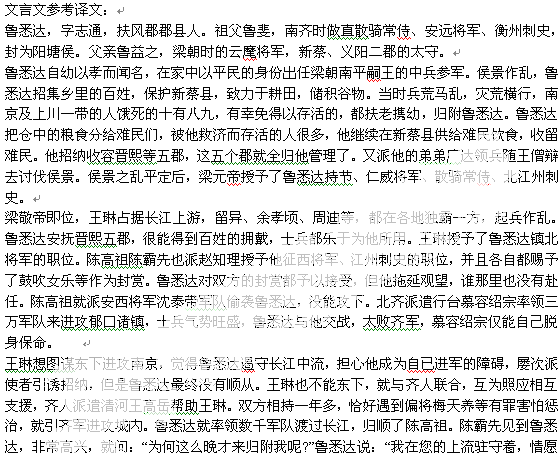 文言文参考译文：
鲁悉达，字志通，扶风郡郡县人。祖父鲁斐，南齐时做直散骑常侍、安远将军、衡州刺史，
封为阳塘侯。父亲鲁益之，梁朝时的云麾将军，新蔡、义阳二郡的太守。
鲁悉达自幼以孝而闻名，在家中以平民的身份出任梁朝南平嗣王的中兵参军。侯景作乱，鲁
悉达招集乡里的百姓，保护新蔡县，致力于耕田，储积谷物。当时兵荒马乱，灾荒横行，南
京及上川一带的人饿死的十有八九，有幸免得以存活的，都扶老携幼，归附鲁悉达。鲁悉达
把仓中的粮食分给难民们，被他救济而存活的人很多，他继续在新蔡县供给难民饮食，收留
难民。他招纳收容晋熙等五郡，这五个郡就全归他管理了。又派他的弟弟广达领兵随王僧辩
去讨伐侯景。侯景之乱平定后，梁元帝授予了鲁悉达持节、仁威将军、散骑常侍、北江州刺
史。
梁敬帝即位，王琳占据长江上游，留异、余孝顷、周迪等，都在各地独霸一方，起兵作乱。
鲁悉达安抚晋熙五郡，很能得到百姓的拥戴，士兵都乐于为他所用。王琳授予了鲁悉达镇北
将军的职位。陈高祖陈霸先也派赵知理授予他征西将军、江州刺史的职位，并且各自都赐予
了鼓吹女乐等作为封赏。鲁悉达对双方的封赏都予以接受，但他拖延观望，谁那里也没有赴
任。陈高祖就派安西将军沈泰带军队偷袭鲁悉达，没能攻下。北齐派遣行台慕容绍宗率领三
万军队来进攻郁口诸镇，士兵气势旺盛，鲁悉达与他交战，大败齐军，慕容绍宗仅能自己脱
身保命。
王琳想图谋东下进攻南京，觉得鲁悉达遏守长江中流，担心他成为自已进军的障碍，屡次派
使者引诱招纳，但是鲁悉达最终没有顺从。王琳也不能东下，就与齐人联合，互为照应相互
支援，齐人派遣清河王高岳帮助王琳。双方相持一年多，恰好遇到偏将梅天养等有罪害怕惩
治，就引齐军进攻城内。鲁悉达就率领数千军队渡过长江，归顺了陈高祖。陈霸先见到鲁悉
达，非常高兴，就问：“为何这么晚才来归附我呢?”鲁悉达说：“我在您的上流驻守着，情愿